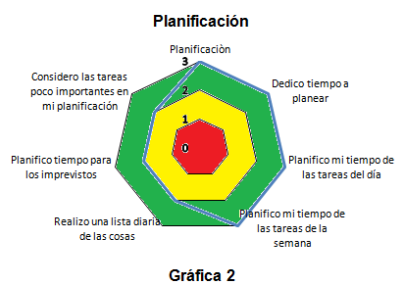 Planificación
Planificaciòn
3
2
1
0
Dedico tiempo a
planear
Planifico mi tiempo de
las tareas del día
Planifico mi tiempo de
las tareas de la
semana
Realizo una lista diaria
de las cosas
Planifico tiempo para
los imprevistos
Considero las tareas
poco importantes en
mi planificación
Gráfica 2